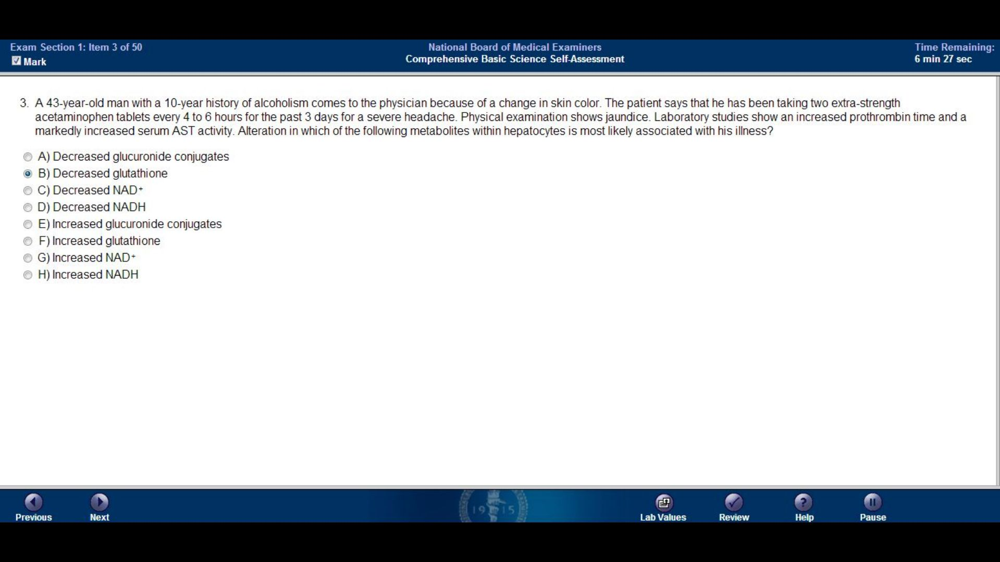 Exam Section 1: Item 3 of 50
National Board of Medical Examiners
Time Remaining:
Mark
Comprehensive Basic Science Self-Assessment
6 min 27 sec
3. A 43-year-old man with a 10-year history of alcoholism comes to the physician because of a change in skin color. The patient says that he has been taking two extra-strength
acetaminophen tablets every 4 to 6 hours for the past 3 days for a severe headache. Physical examination shows jaundice. Laboratory studies show an increased prothrombin time and a
markedly increased serum AST activity. Alteration in which of the following metabolites within hepatocytes is most likely associated with his illness?
A) Decreased glucuronide conjugates
B) Decreased glutathione
C) Decreased NAD+
D) Decreased NADH
E) Increased glucuronide conjugates
F) Increased glutathione
G) Increased NAD+
H) Increased NADH
1915
Previous
Next
Lab Values
Review
Help
Pause